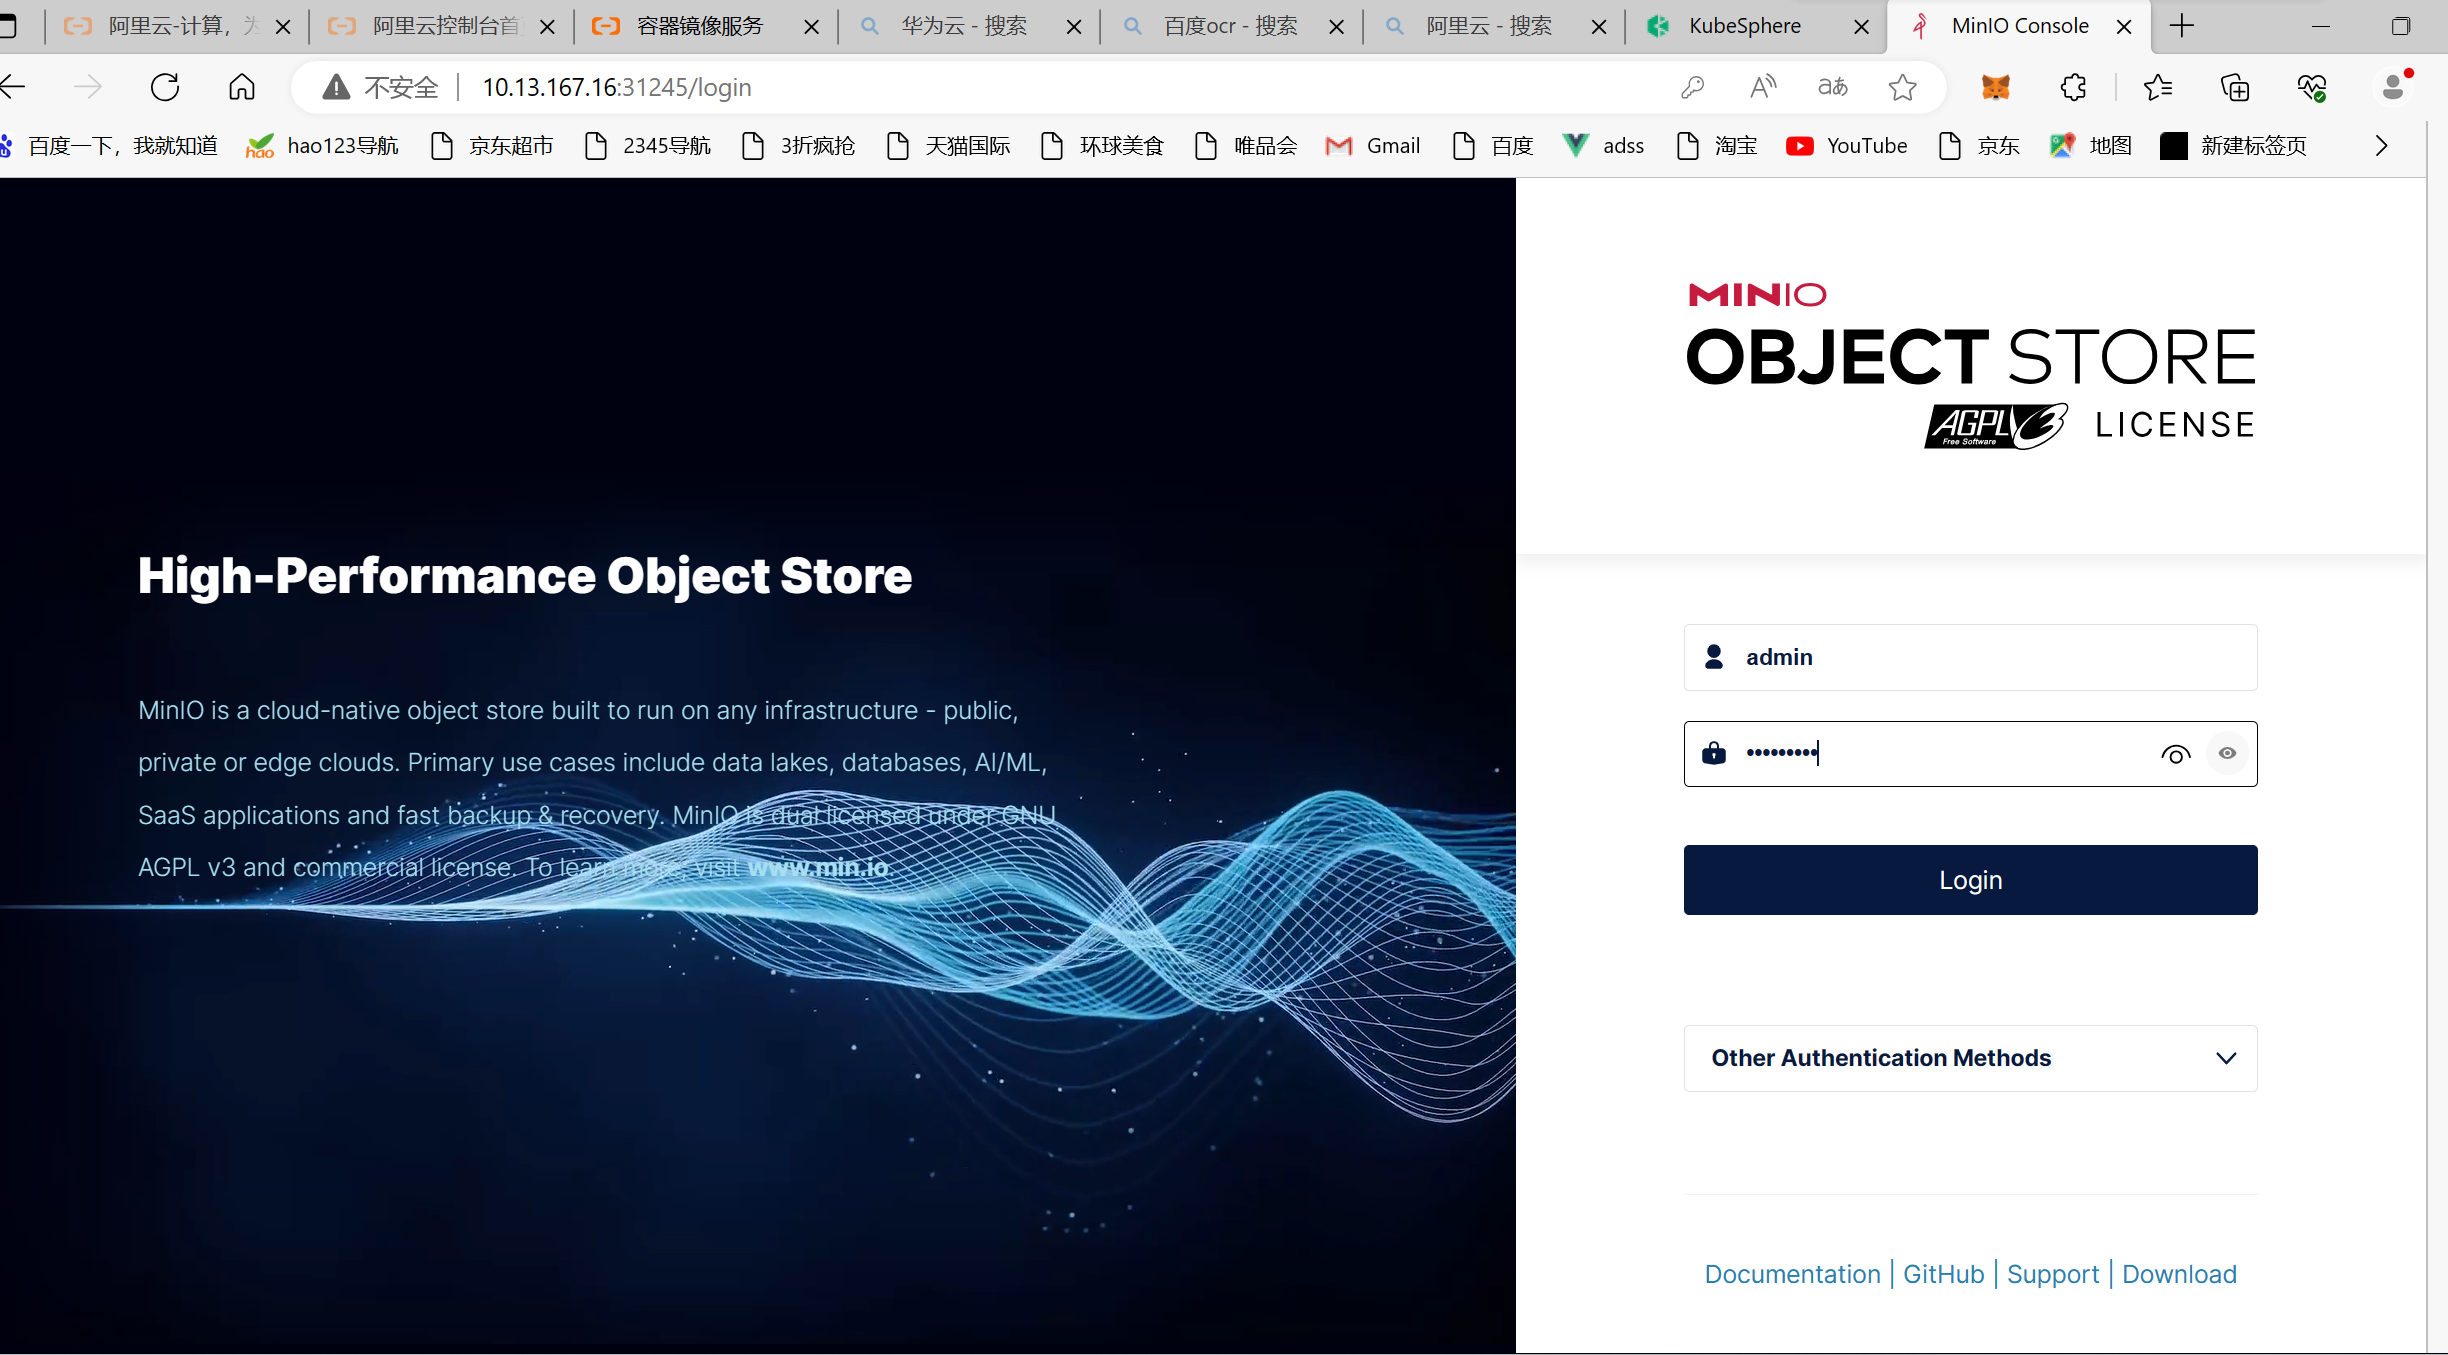 阿里云-计算，为
阿里云控制台首
容器镜像服务
华为云 - 搜索
百度ocr - 搜索
阿里云 - 搜索
KubeSphere
MinIO Console
不安全
10.13.167.16:31245/login
百度一下，我就知道
hao123导航
京东超市
2345导航
3折疯抢
天猫国际
环球美食
唯品会
Gmail
百度
adss
淘宝
YouTube
京东
地图
新建标签页
High-Performance Object Store
MinIO is a cloud-native object store built to run on any infrastructure - public,
private or edge clouds. Primary use cases include data lakes, databases, AI/ML,
SaaS applications and fast backup & recovery. MinIO is dual licensed under GNU
AGPL v3 and commercial license. To learn more, visit www.min.io.
MINIO
OBJECT STORE
AGPLv3 LICENSE
Free Software
admin
•••••••••
Login
Other Authentication Methods
Documentation | GitHub | Support | Download